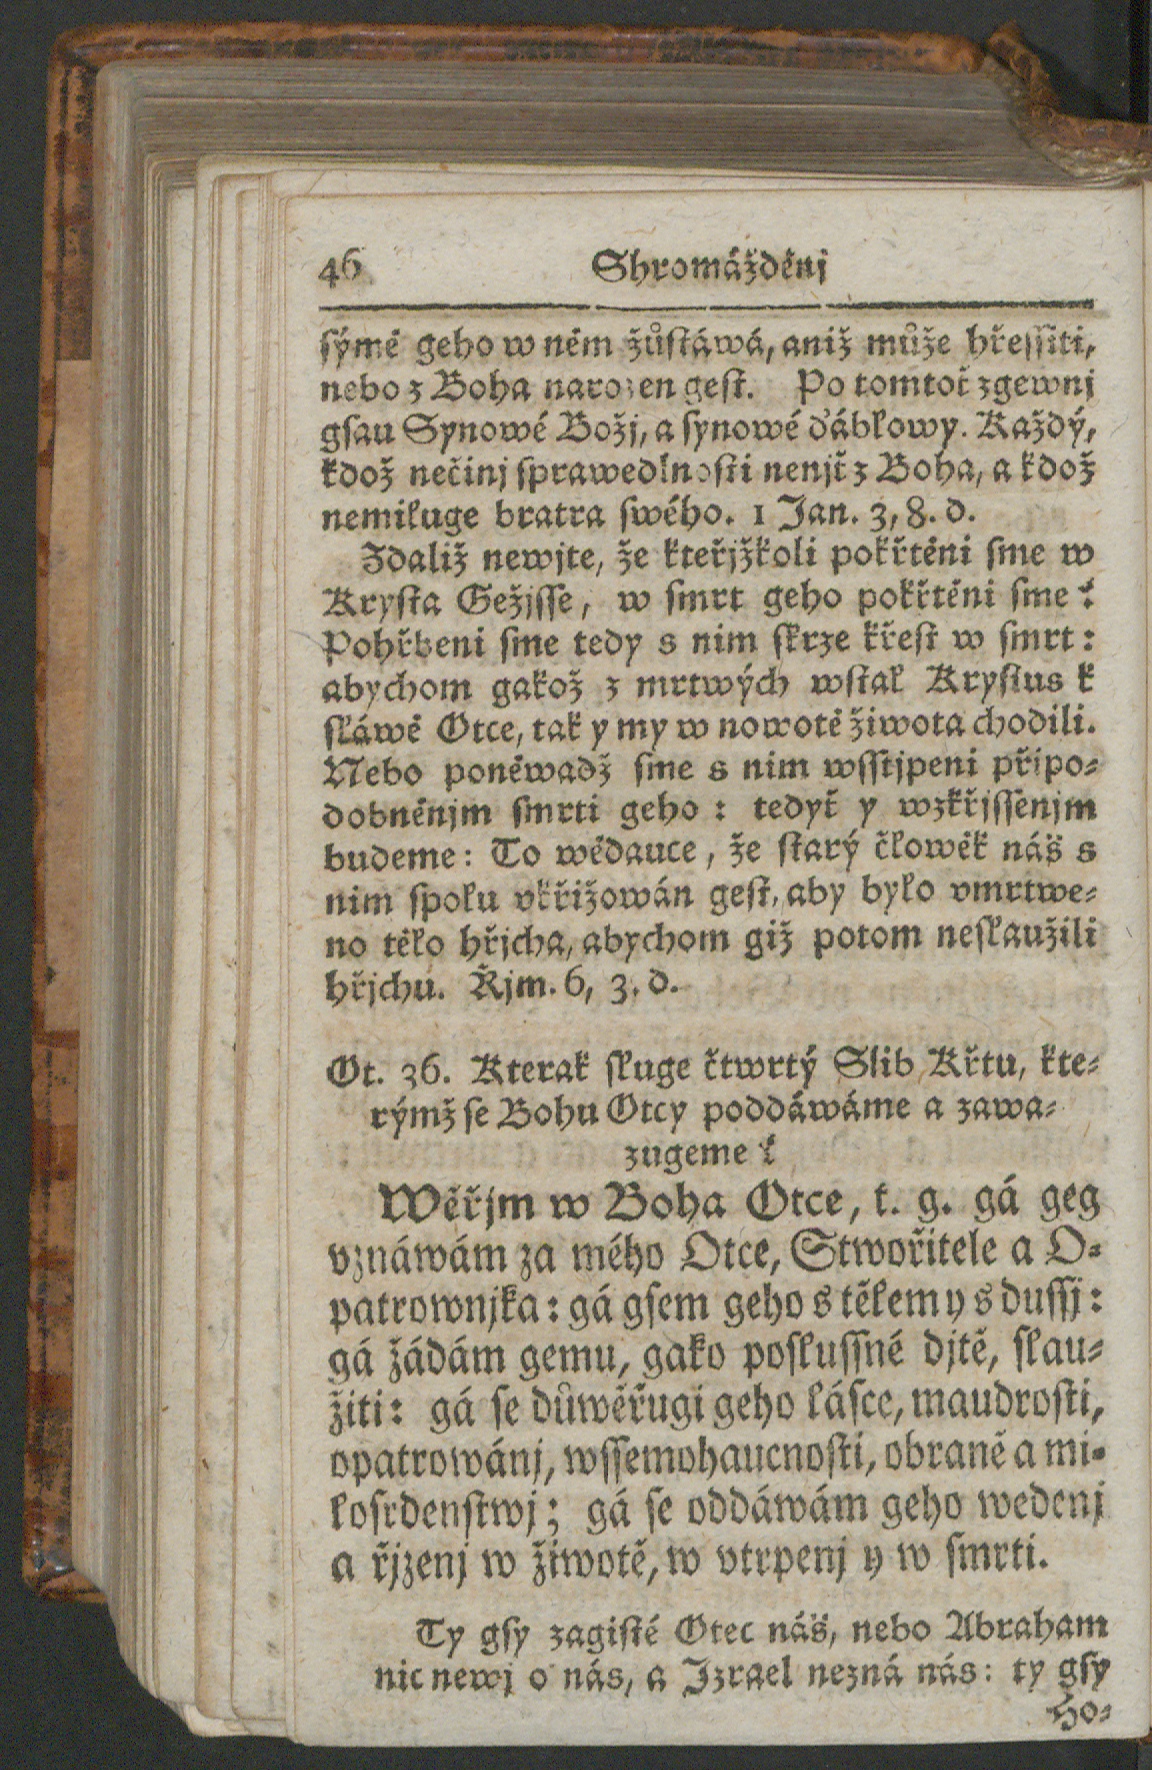 46 Shromážděnj
ſýmě geho w něm žůſtáwá, aniž může hřeſſiti,
nebo z Boha narozen geſt. Po tomtoť zgewnj
gſau Synowé Božj, a ſynowé ďáblowy. Každý,
kdož nečinj ſprawedlnoſti nenjť z Boha, a kdož
nemiluge bratra ſwého. 1 Jan. 3, 8. d.
Zdaliž newjte, že kteřjžkoli pokřtěni ſme w
Kryſta Gežjſſe, w ſmrt geho pokřtěni ſme?
Pohřbeni ſme tedy s nim ſkrze křeſt w ſmrt:
abychom gakož z mrtwých wſtal Kryſtus k
ſláwě Otce, tak y my w nowotě žiwota chodili.
Nebo poněwadž ſme s nim wſſtjpeni připo⸗
dobněnjm ſmrti geho: tedyť y wzkřjſſenjm
budeme: To wědauce, že ſtarý člowěk náš s
nim ſpolu vkřižowán geſt, aby bylo vmrtwe⸗
no tělo hřjcha, abychom giž potom neſlaužili
hřjchu. Řjm. 6, 3. d.
Ot. 36. Kterak ſluge čtwrtý Slib Křtu, kte⸗
rýmž ſe Bohu Otcy poddáwáme a zawa⸗
zugeme?
Wěřjm w Boha Otce, t. g. gá geg
vznáwám za mého Otce, Stwořitele a O⸗
patrownjka: gá gſem geho s tělem y s duſſj:
gá žádám gemu, gako poſluſſné djtě, ſlau⸗
žiti: gá ſe důwěřugi geho láſce, maudroſti,
opatrowánj, wſſemohaucnoſti, obraně a mi⸗
loſrdenſtwj; gá ſe oddáwám geho wedenj
a řjzenj w žiwotě, w vtrpenj y w ſmrti.
Ty gſy zagiſté Otec náš, nebo Abraham
nic newj o nás, a Izrael nezná nás: ty gſy
Ho⸗